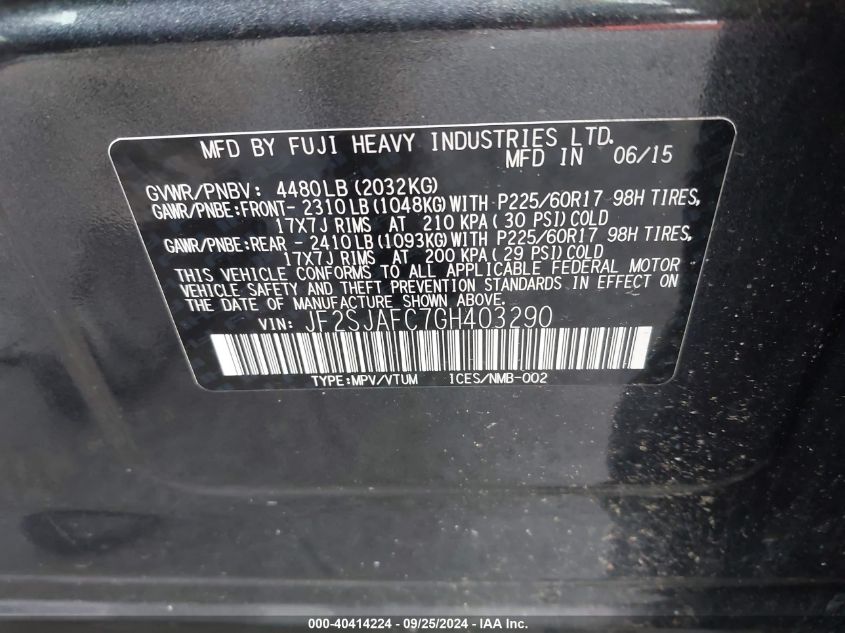 MFD BY FUJI HEAVY INDUSTRIES LTD.
MFD IN 06/15
GVWR/PNBV: 4480LB(2032KG)
GAWR/PNBE:FRONT- 2310LB(1048KG)WITH P225/60R17 98H TIRES,
17X7J RIMS AT 210 KPA(30 PSI)COLD
GAWR/PNBE:REAR - 2410LB(1093KG)WITH P225/60R17 98H TIRES,
17X7J RIMS AT 200 KPA(29 PSI)COLD
THIS VEHICLE CONFORMS TO ALL APPLICABLE FEDERAL MOTOR
VEHICLE SAFETY AND THEFT PREVENTION STANDARDS IN EFFECT ON
THE DATE OF MANUFACTURE SHOWN ABOVE.
VIN: JF2SJAFC7GH403290
TYPE:MPV/VTUM ICES/NMB-002
000-40414224 - 09/25/2024 - IAA Inc.